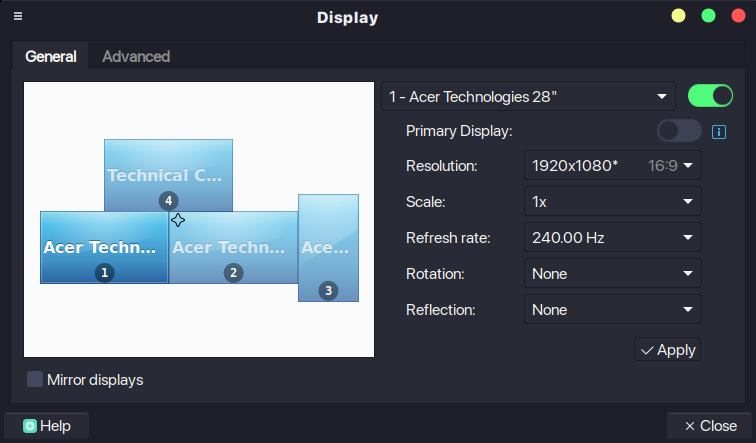 Display
General Advanced
1 - Acer Technologies 28"
Primary Display:
Resolution: 1920x1080* 16:9
Scale: 1x
Refresh rate: 240.00 Hz
Rotation: None
Reflection: None
Technical C...
4
Acer Techn...
1
Acer Techn...
2
Ace...
3
Apply
Mirror displays
Help
Close